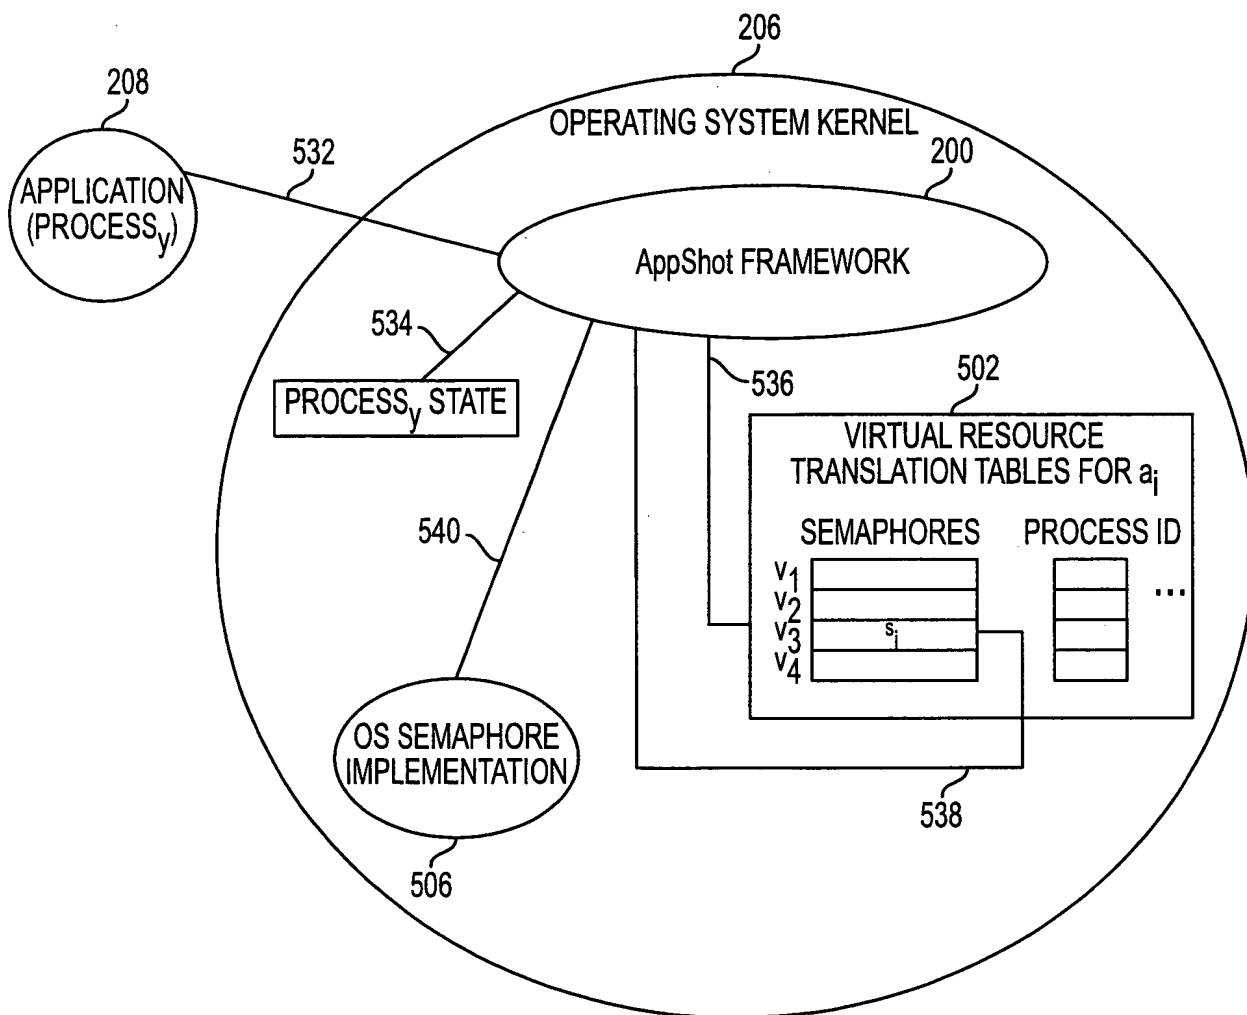 206
208
OPERATING SYSTEM KERNEL
532
200
APPLICATION
(PROCESSy)
AppShot FRAMEWORK
534
536
502
PROCESSy STATE
VIRTUAL RESOURCE
TRANSLATION TABLES FOR ai
540
SEMAPHORES
PROCESS ID
v1
...
v2
v3
sj
v4
OS SEMAPHORE
IMPLEMENTATION
538
506